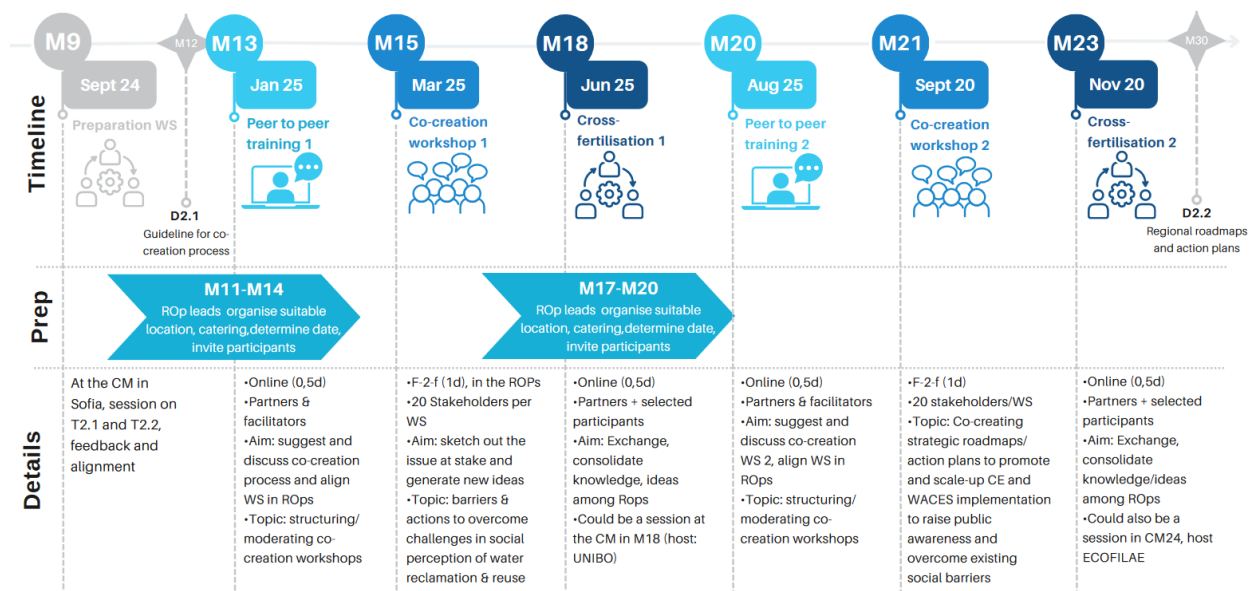 M9
M12
M13
M15
M18
M20
M21
M23
M30
Timeline
Sept 24
Jan 25
Mar 25
Jun 25
Aug 25
Sept 20
Nov 20
Preparation WS
Peer to peer
training 1
Co-creation
workshop 1
Cross-
fertilisation 1
Peer to peer
training 2
Co-creation
workshop 2
Cross-
fertilisation 2
D2.1
Guideline for co-
creation process
D2.2
Regional roadmaps
and action plans
Prep
M11-M14
ROp leads organise suitable
location, catering,determine date,
invite participants
M17-M20
ROp leads organise suitable
location, catering,determine date,
invite participants
Details
At the CM in
Sofia, session on
T2.1 and T2.2,
feedback and
alignment
•Online (0,5d)
•Partners &
facilitators
•Aim: suggest and
discuss co-creation
process and align
WS in ROps
•Topic: structuring/
moderating co-
creation workshops
•F-2-f (1d), in the ROPs
•20 Stakeholders per
WS
•Aim: sketch out the
issue at stake and
generate new ideas
•Topic: barriers &
actions to overcome
challenges in social
perception of water
reclamation & reuse
•Online (0,5d)
•Partners + selected
participants
•Aim: Exchange,
consolidate
knowledge, ideas
among Rops
•Could be a session at
the CM in M18 (host:
UNIBO)
•Online (0,5d)
•Partners & facilitators
•Aim: suggest and
discuss co-creation
WS 2, align WS in
ROps
•Topic: structuring/
moderating co-
creation workshops
•F-2-f (1d)
•20 stakeholders/WS
•Topic: Co-creating
strategic roadmaps/
action plans to promote
and scale-up CE and
WACES implementation
to raise public
awareness and
overcome existing
social barriers
•Online (0,5d)
•Partners + selected
participants
•Aim: Exchange,
consolidate
knowledge/ideas
among ROps
•Could also be a
session in CM24, host
ECOFILAE